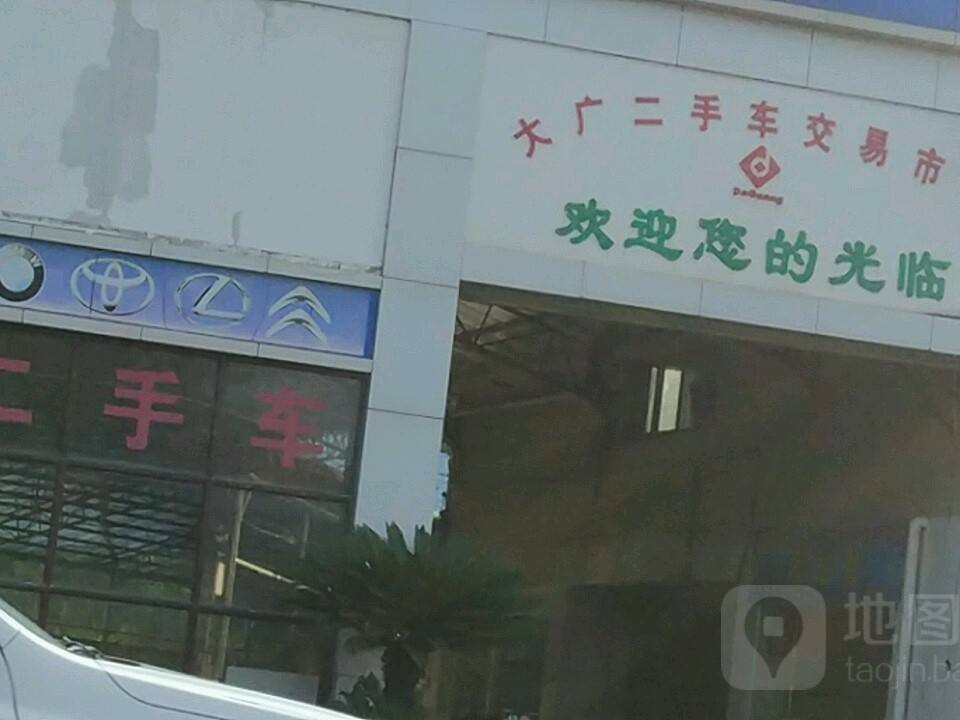 大广二手车交易市
DaGuang
欢迎您的光临
二手车
地图
taojin.ba